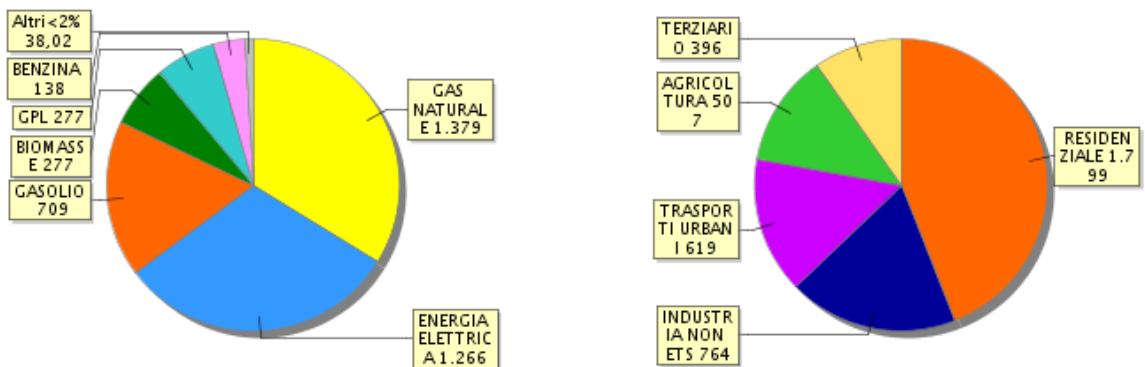 Altri<2%
38,02
BENZINA
138
GPL 277
BIOMASS
E 277
GASOLIO
709
GAS
NATURAL
E 1.379
ENERGIA
ELETTRIC
A 1.266
TERZIARI
O 396
AGRICOL
TURA 50
7
TRASPOR
TI URBAN
I 619
INDUSTR
IA NON
ETS 764
RESIDEN
ZIALE 1.7
99